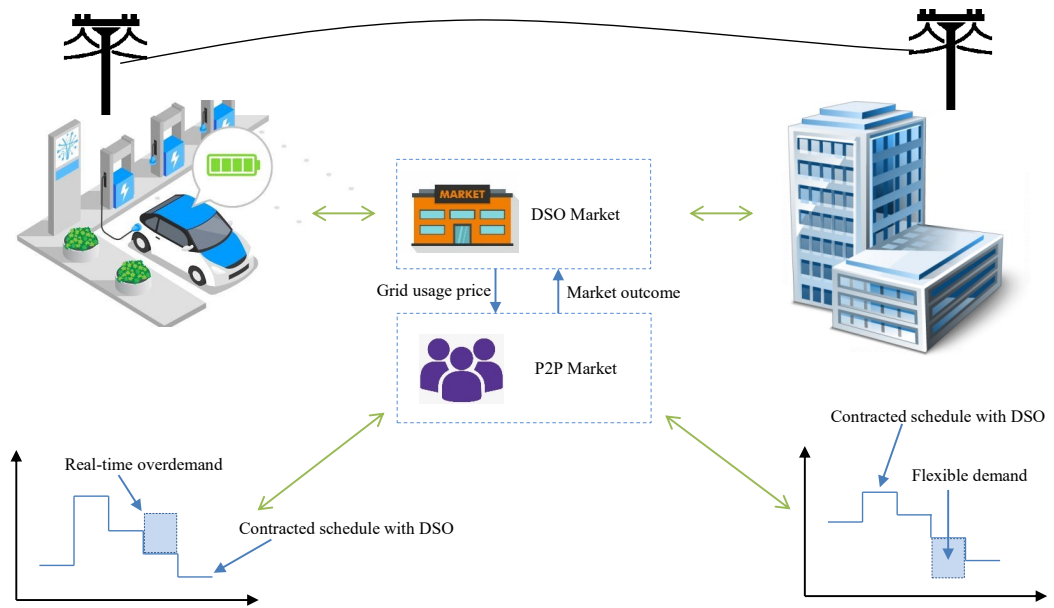 MARKET
DSO Market
Grid usage price
Market outcome
P2P Market
Contracted schedule with DSO
Real-time overdemand
Flexible demand
Contracted schedule with DSO